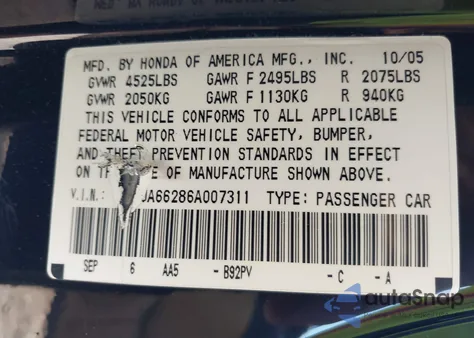 MFD. BY HONDA OF AMERICA MFG., INC. 10/05
GVWR 4525LBS GAWR F 2495LBS R 2075LBS
GVWR 2050KG GAWR F 1130KG R 940KG
THIS VEHICLE CONFORMS TO ALL APPLICABLE
FEDERAL MOTOR VEHICLE SAFETY, BUMPER,
AND THEFT PREVENTION STANDARDS IN EFFECT
ON OF MANUFACTURE SHOWN ABOVE.
V.I.N.: JA66286A007311 TYPE: PASSENGER CAR
SEP 6 AA5 - B92PV - C - A
autoSnap